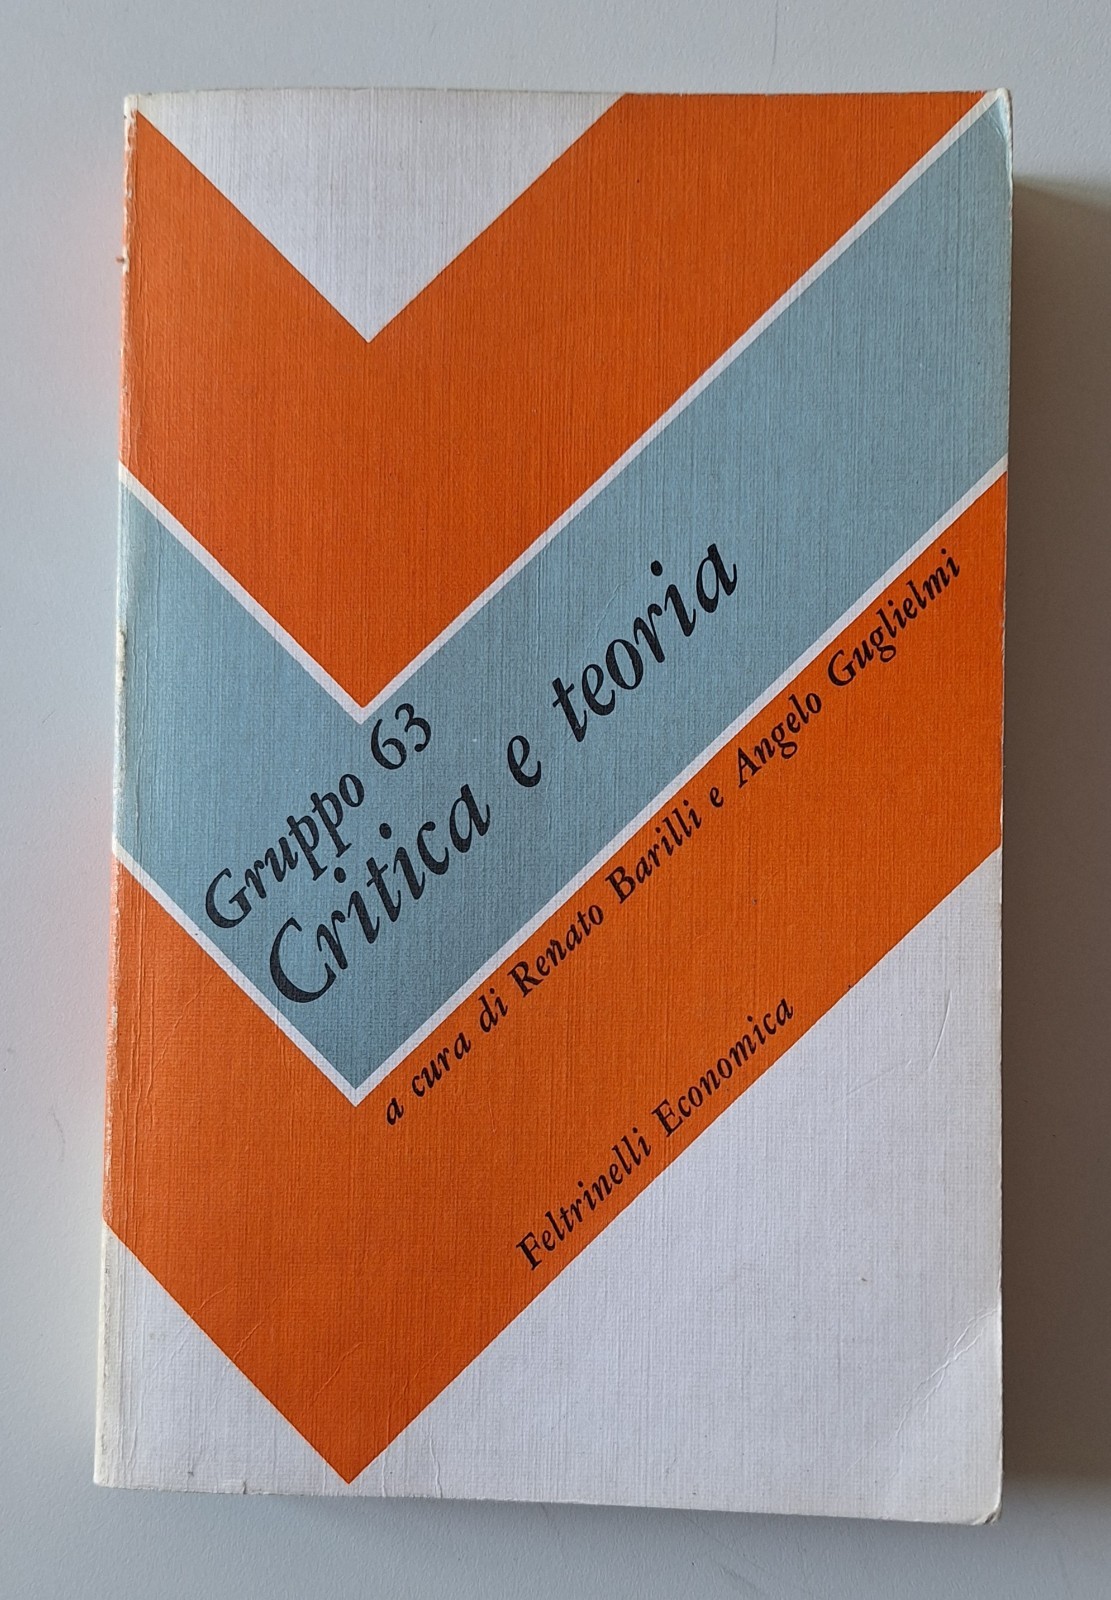 Gruppo 63
Critica e teoria
a cura di Renato Barilli e Angelo Guglielmi
Feltrinelli Economica